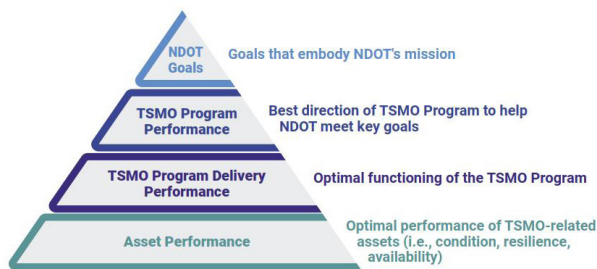 NDOT
Goals
Goals that embody NDOT's mission
TSMO Program
Performance
Best direction of TSMO Program to help
NDOT meet key goals
TSMO Program Delivery
Performance
Optimal functioning of the TSMO Program
Asset Performance
Optimal performance of TSMO-related
assets (i.e., condition, resilience,
availability)